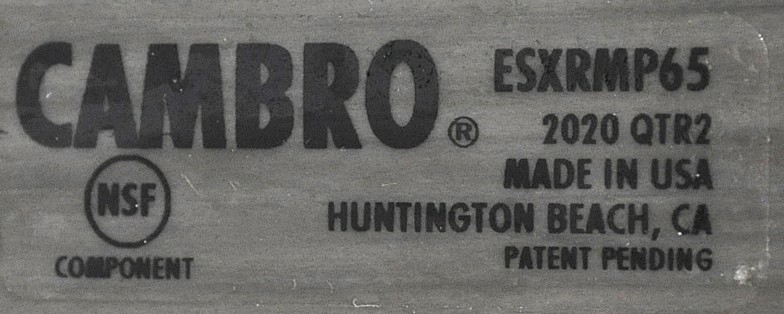 CAMBRO®
NSF
COMPONENT
ESXRMP65
2020 QTR2
MADE IN USA
HUNTINGTON BEACH, CA
PATENT PENDING